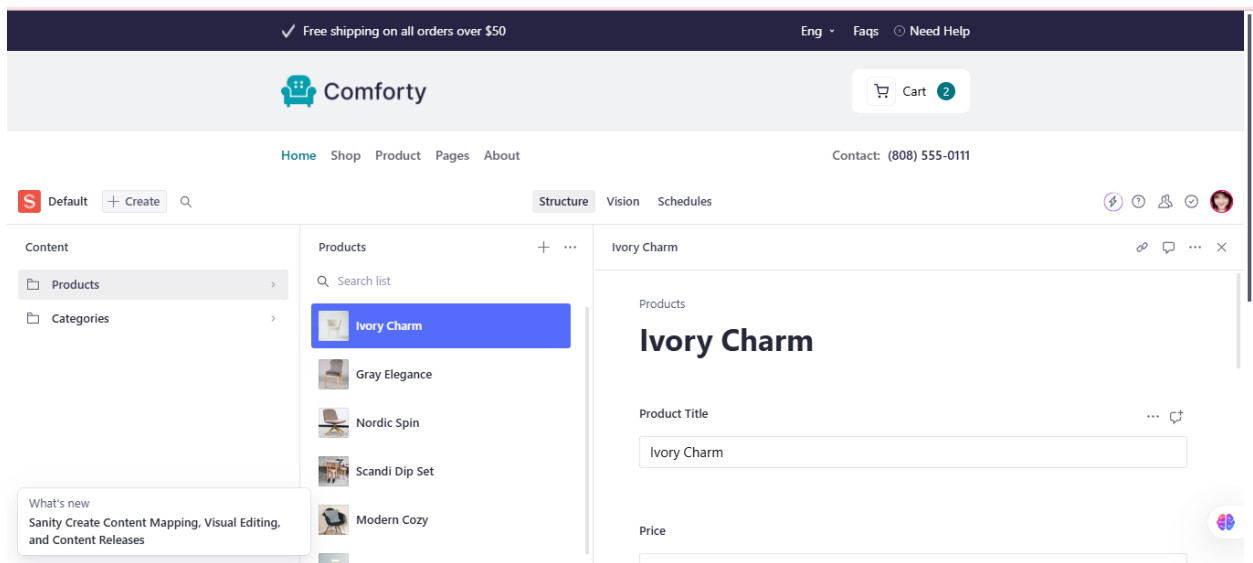 Free shipping on all orders over $50
Eng Faqs Need Help
Comforty
Cart 2
Home Shop Product Pages About
Contact: (808) 555-0111
S Default + Create
Structure Vision Schedules
Content
Products
Categories
What's new
Sanity Create Content Mapping, Visual Editing,
and Content Releases
Products
Search list
Ivory Charm
Gray Elegance
Nordic Spin
Scandi Dip Set
Modern Cozy
Ivory Charm
Products
Ivory Charm
Product Title
Ivory Charm
Price